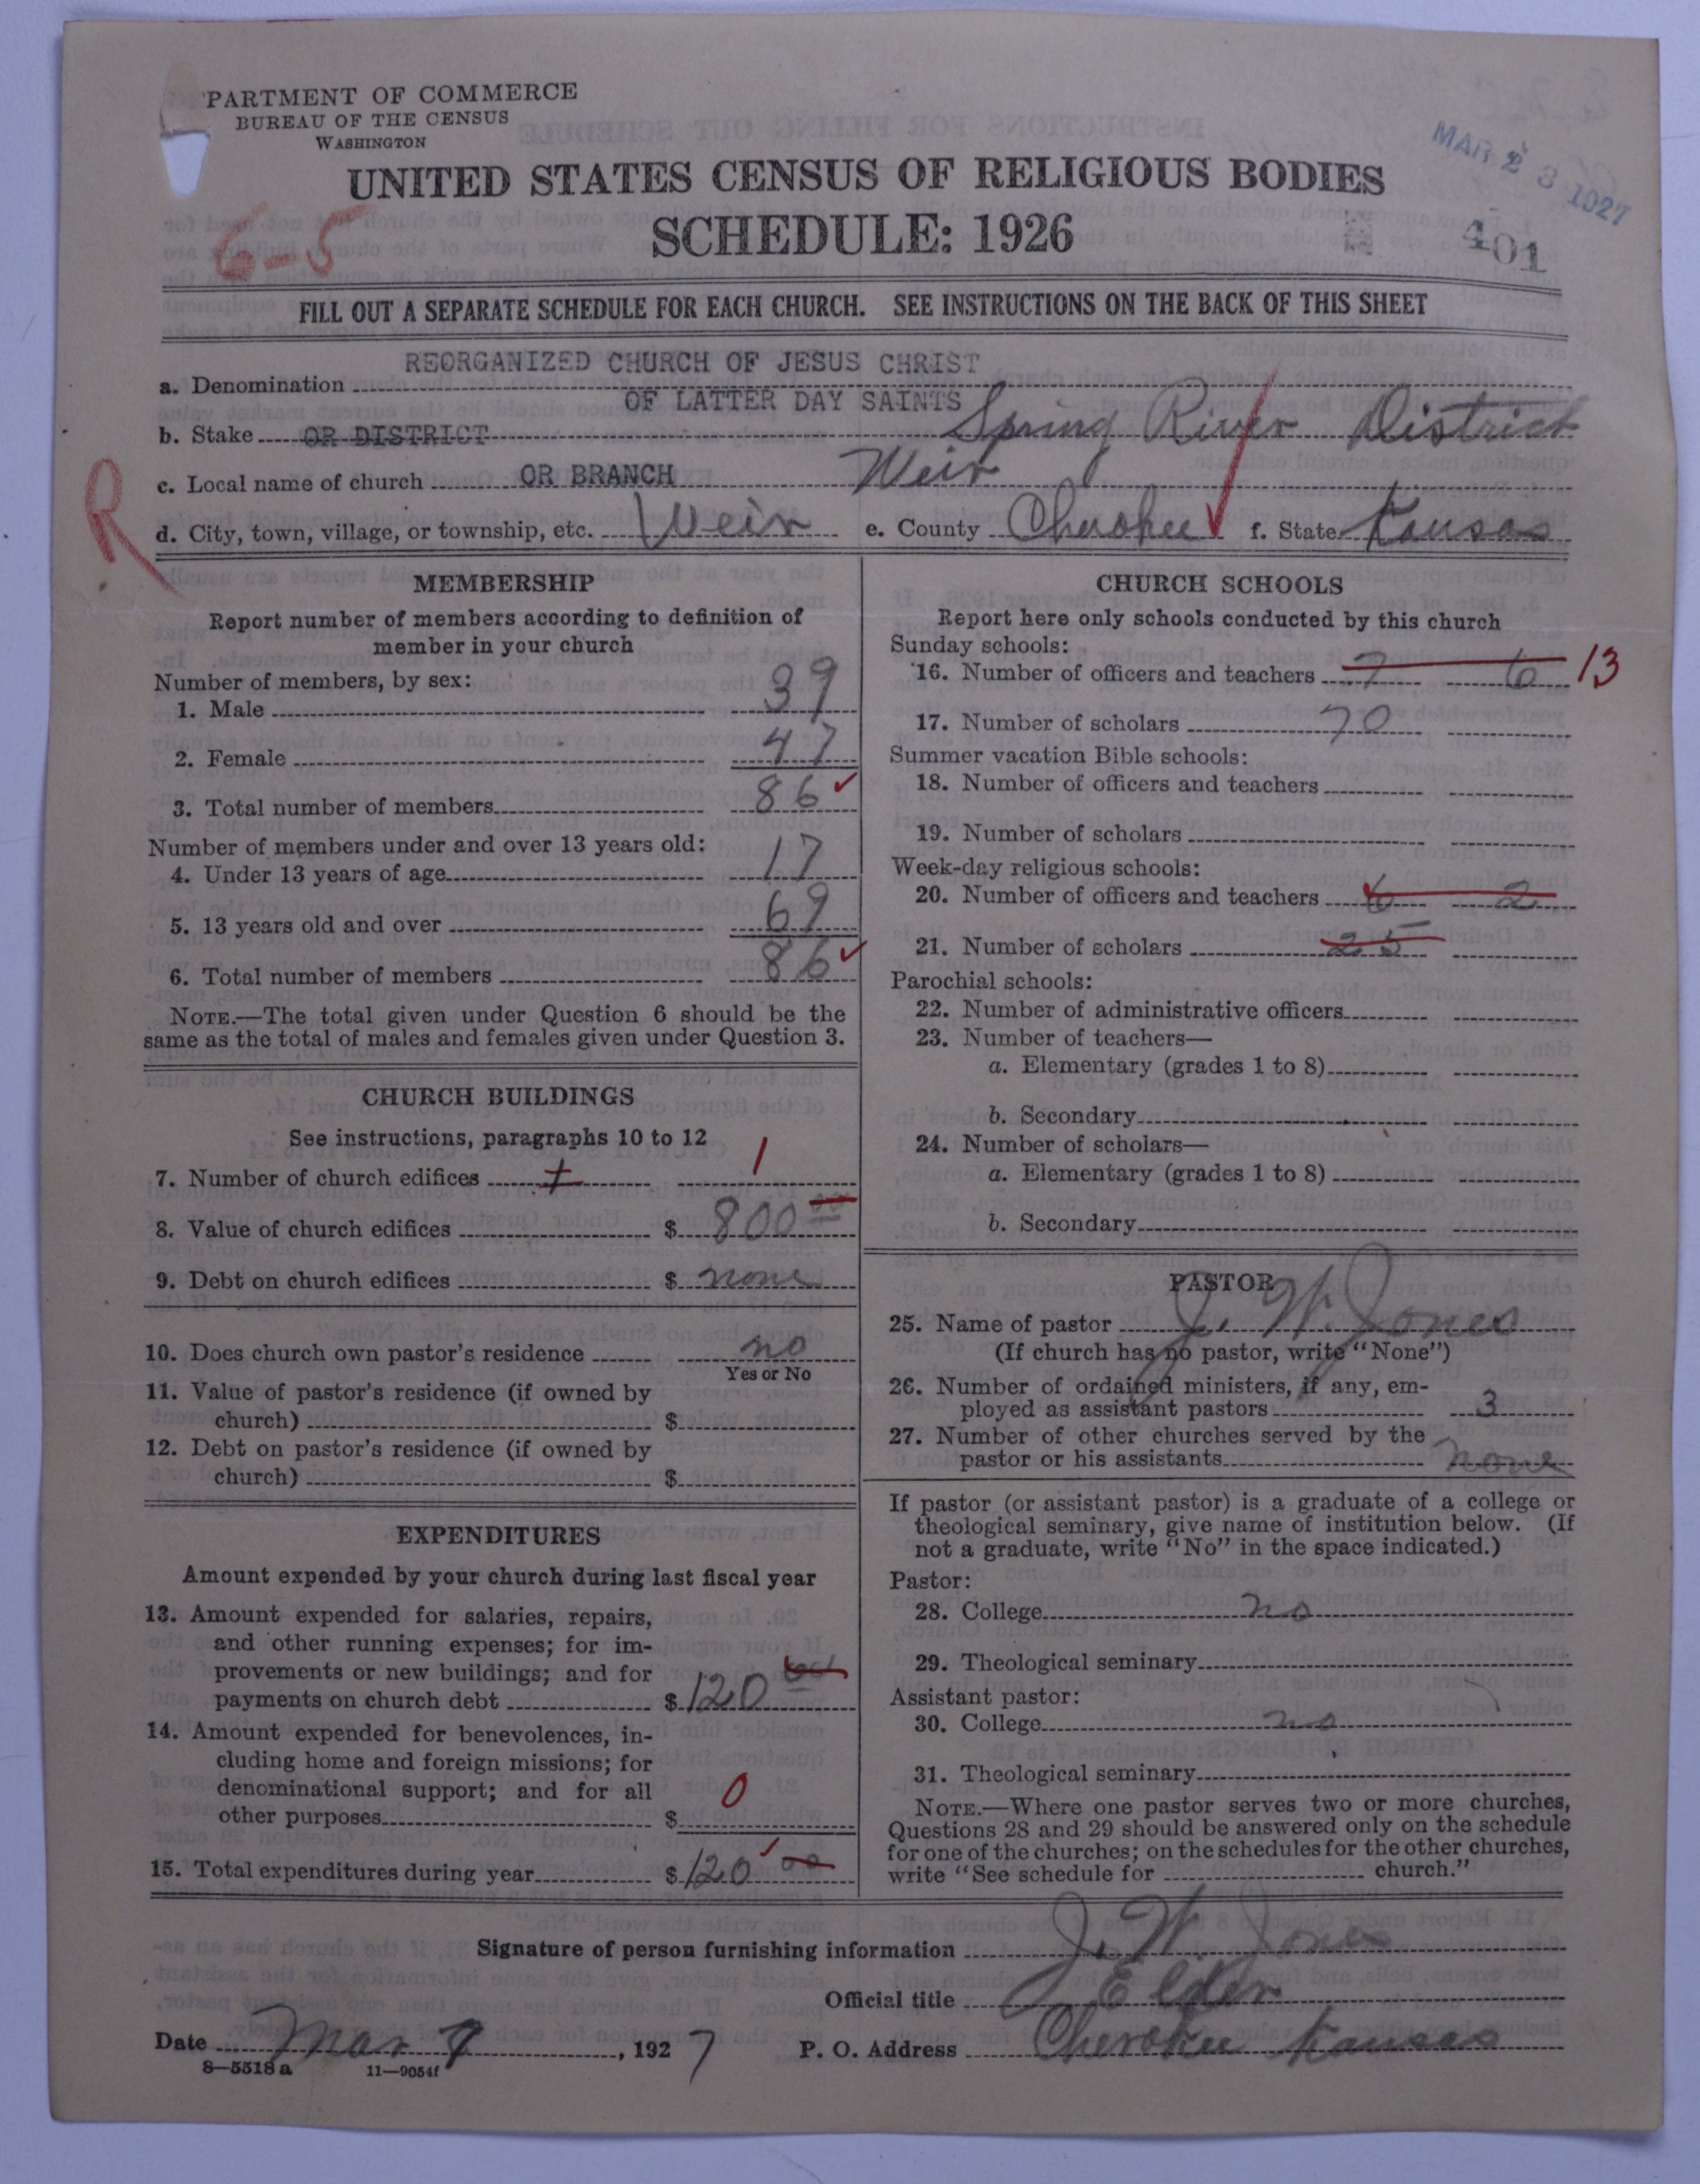 PARTMENT OF COMMERCE
BUREAU OF THE CENSUS
WASHINGTON
MAR 23 1927
UNITED STATES CENSUS OF RELIGIOUS BODIES
SCHEDULE: 1926
6-5
401
FILL OUT A SEPARATE SCHEDULE FOR EACH CHURCH. SEE INSTRUCTIONS ON THE BACK OF THIS SHEET
REORGANIZED CHURCH OF JESUS CHRIST
a. Denomination
OF LATTER DAY SAINTS
b. Stake OR DISTRICT Spring River District
c. Local name of church OR BRANCH Weir
R
d. City, town, village, or township, etc. Weir e. County Cherokee f. State Kansas
MEMBERSHIP
Report number of members according to definition of
member in your church
Number of members, by sex:
1. Male 39
2. Female 47
3. Total number of members 86
Number of members under and over 13 years old:
4. Under 13 years of age 17
5. 13 years old and over 69
6. Total number of members 86
NOTE.—The total given under Question 6 should be the
same as the total of males and females given under Question 3.
CHURCH BUILDINGS
See instructions, paragraphs 10 to 12
7. Number of church edifices 1 1
8. Value of church edifices $ 800 00
9. Debt on church edifices $ none
10. Does church own pastor's residence no
Yes or No
11. Value of pastor's residence (if owned by
church) $
12. Debt on pastor's residence (if owned by
church) $
EXPENDITURES
Amount expended by your church during last fiscal year
13. Amount expended for salaries, repairs,
and other running expenses; for im-
provements or new buildings; and for
payments on church debt $ 120 00
14. Amount expended for benevolences, in-
cluding home and foreign missions; for
denominational support; and for all
other purposes $ 0
15. Total expenditures during year $ 120 00
CHURCH SCHOOLS
Report here only schools conducted by this church
Sunday schools:
16. Number of officers and teachers 7 6 13
17. Number of scholars 70
Summer vacation Bible schools:
18. Number of officers and teachers
19. Number of scholars
Week-day religious schools:
20. Number of officers and teachers 6 2
21. Number of scholars 25
Parochial schools:
22. Number of administrative officers
23. Number of teachers—
a. Elementary (grades 1 to 8)
b. Secondary
24. Number of scholars—
a. Elementary (grades 1 to 8)
b. Secondary
PASTOR
25. Name of pastor J. W. Jones
(If church has no pastor, write "None")
26. Number of ordained ministers, if any, em-
ployed as assistant pastors 3
27. Number of other churches served by the
pastor or his assistants none
If pastor (or assistant pastor) is a graduate of a college or
theological seminary, give name of institution below. (If
not a graduate, write "No" in the space indicated.)
Pastor:
28. College no
29. Theological seminary
Assistant pastor:
30. College no
31. Theological seminary
NOTE.—Where one pastor serves two or more churches,
Questions 28 and 29 should be answered only on the schedule
for one of the churches; on the schedules for the other churches,
write "See schedule for church."
Signature of person furnishing information J. W. Jones
Official title Elder
Date Mar 9, 1927 P. O. Address Cherokee Kansas
8—5518 a 11—9054f